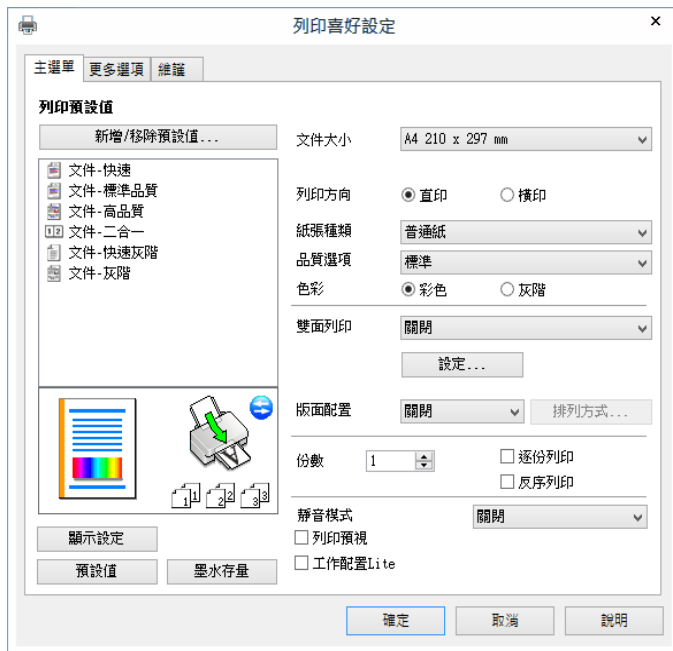 列印喜好設定
主選單 更多選項 維護
列印預設值
新增/移除預設值...
文件-快速
文件-標準品質
文件-高品質
1 2 文件-二合一
文件-快速灰階
文件-灰階
1 1 2 2 3 3
顯示設定
預設值 墨水存量
文件大小 A4 210 x 297 mm
列印方向 直印 橫印
紙張種類 普通紙
品質選項 標準
色彩 彩色 灰階
雙面列印 關閉
設定...
版面配置 關閉 排列方式...
份數 1 逐份列印
反序列印
靜音模式 關閉
列印預視
工作配置Lite
確定 取消 說明